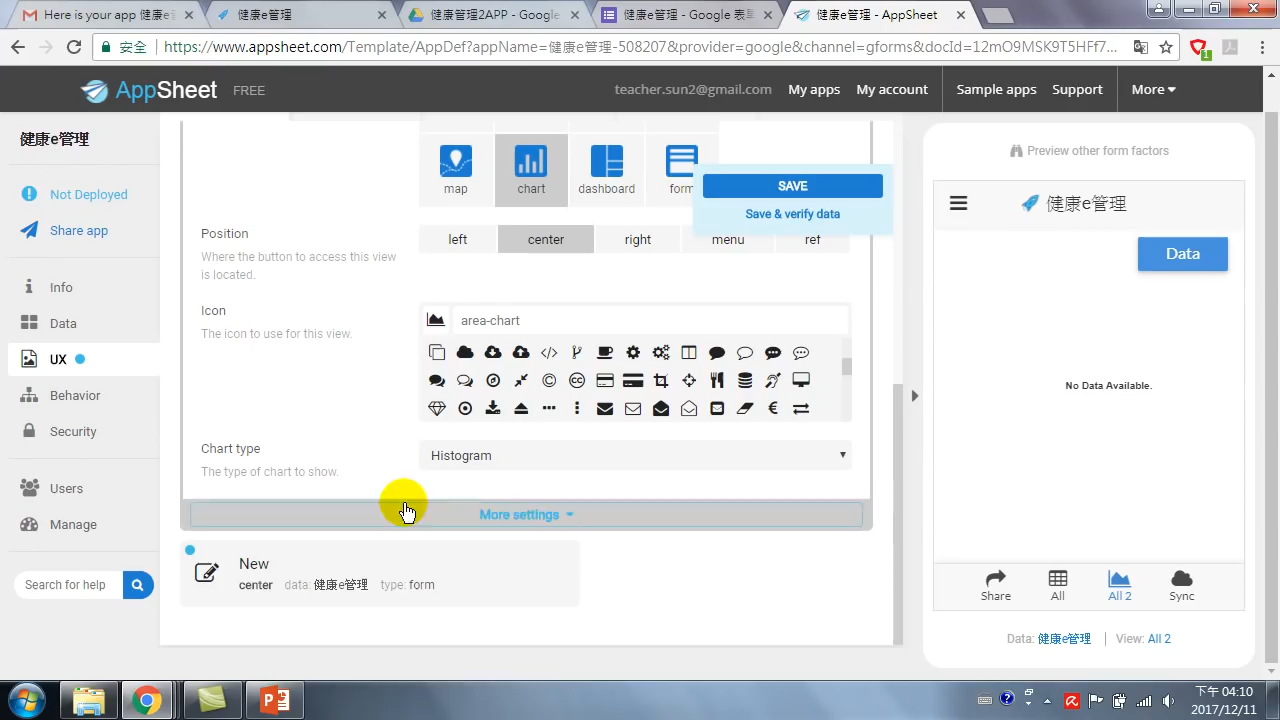 Here is your app 健康e管
健康e管理
健康管理2APP - Google
健康e管理 - Google 表單
健康e管理 - AppSheet
安全
https://www.appsheet.com/Template/AppDef?appName=健康e管理-508207&provider=google&channel=gforms&tbcId=12mO9MSK9T5HFf7...
AppSheet FREE
teacher.sun2@gmail.com My apps My account Sample apps Support More
健康e管理
Not Deployed
Share app
Info
Data
UX
Behavior
Security
Users
Manage
Search for help
map chart dashboard form
SAVE
Save & verify data
Position
Where the button to access this view
is located.
left center right menu ref
Icon
The icon to use for this view.
area-chart
Chart type
The type of chart to show.
Histogram
More settings
New
center data: 健康e管理 type: form
Preview other form factors
健康e管理
Data
No Data Available.
Share All All 2 Sync
Data: 健康e管理 | View: All 2
下午 04:10
2017/12/11